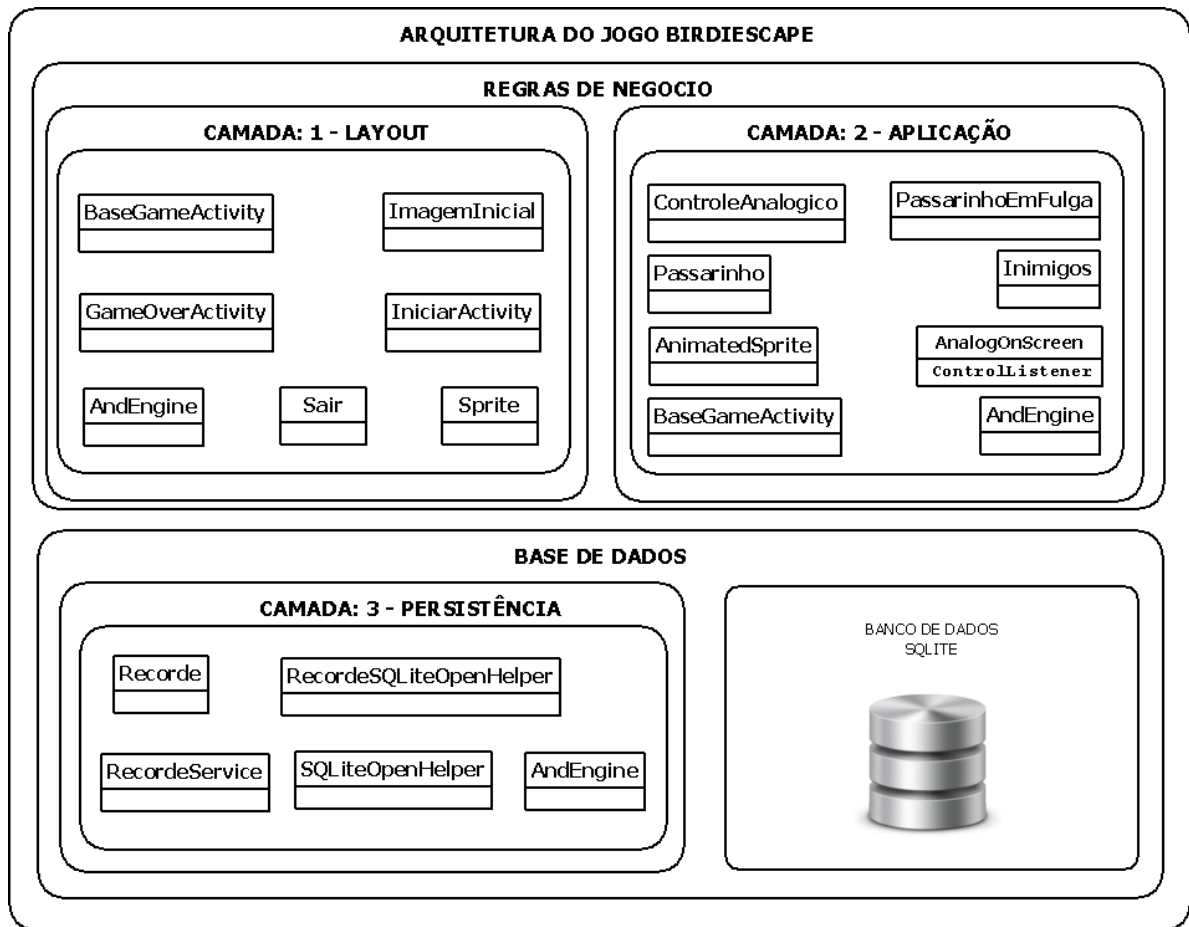 ARQUITETURA DO JOGO BIRDIESCAPE
REGRAS DE NEGOCIO
CAMADA: 1 - LAYOUT
BaseGameActivity
ImagemInicial
GameOverActivity
IniciarActivity
AndEngine
Sair
Sprite
CAMADA: 2 - APLICAÇÃO
ControleAnalogico
PassarinhoEmFulga
Passarinho
Inimigos
AnimatedSprite
AnalogOnScreen
ControlListener
BaseGameActivity
AndEngine
BASE DE DADOS
CAMADA: 3 - PERSISTÊNCIA
Recorde
RecordeSQLiteOpenHelper
RecordeService
SQLiteOpenHelper
AndEngine
BANCO DE DADOS
SQLITE